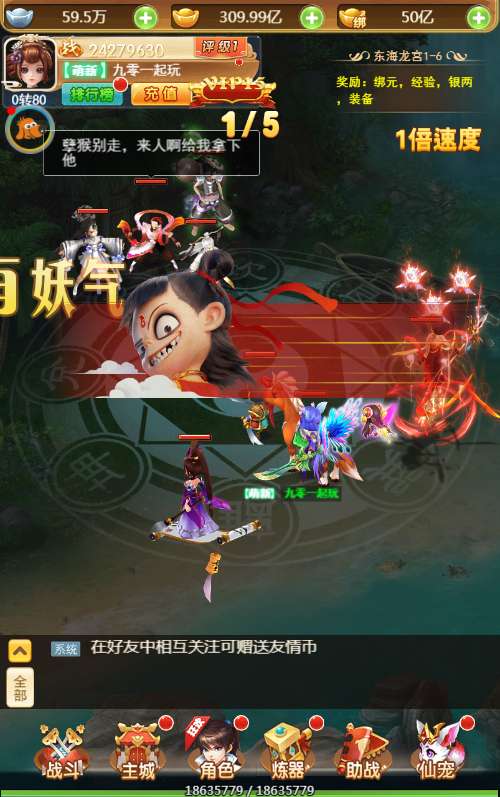 59.5万
309.99亿
绑
50亿
战 24279630
评级1
【萌新】九零一起玩
东海龙宫1-6
VIP15
奖励：绑元，经验，银两
，装备
0转80
排行榜
充值
1/5
1倍速度
孽猴别走，来人啊给我拿下
他
有妖气
【萌新】 九零一起玩
系统 在好友中相互关注可赠送友情币
全部
战斗
主城
角色
炼器
助战
仙宠
18635779 / 18635779